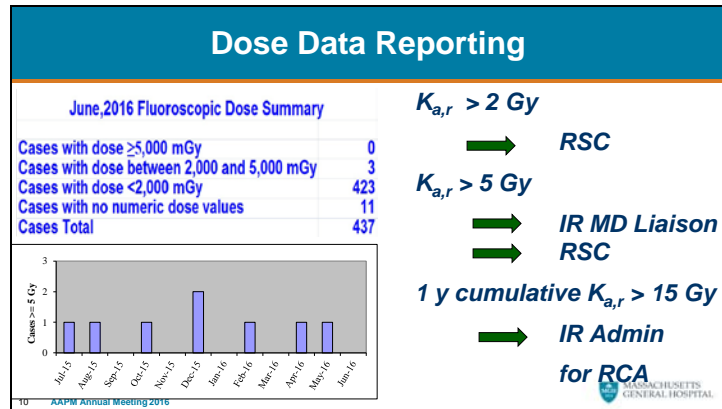 Dose Data Reporting
June,2016 Fluoroscopic Dose Summary
Cases with dose ≥5,000 mGy 0
Cases with dose between 2,000 and 5,000 mGy 3
Cases with dose <2,000 mGy 423
Cases with no numeric dose values 11
Cases Total 437
Cases >= 5 Gy
3
2
1
0
Jul-15 Aug-15 Sep-15 Oct-15 Nov-15 Dec-15 Jan-16 Feb-16 Mar-16 Apr-16 May-16 Jun-16
Ka,r > 2 Gy
RSC
Ka,r > 5 Gy
IR MD Liaison
RSC
1 y cumulative Ka,r > 15 Gy
IR Admin
for RCA
MASSACHUSETTS
GENERAL HOSPITAL
10 AAPM Annual Meeting 2016